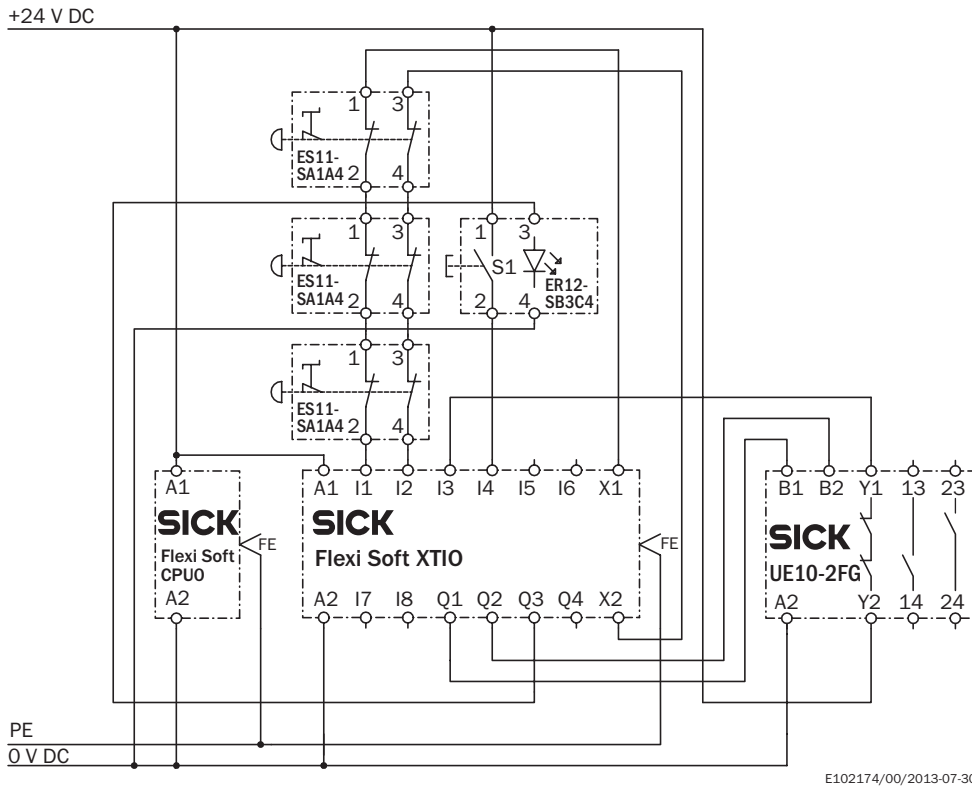 +24 V DC
1 3
ES11-
SA1A4 2 4
1 3
ES11-
SA1A4 2 4
1 3
S1
ER12-
SB3C4
2 4
1 3
ES11-
SA1A4 2 4
A1
SICK
Flexi Soft
CPU0
A2
FE
A1 I1 I2 I3 I4 I5 I6 X1
SICK
Flexi Soft XTIO
FE
A2 I7 I8 Q1 Q2 Q3 Q4 X2
B1 B2 Y1 13 23
SICK
UE10-2FG
A2 Y2 14 24
PE
0 V DC
E102174/00/2013-07-30